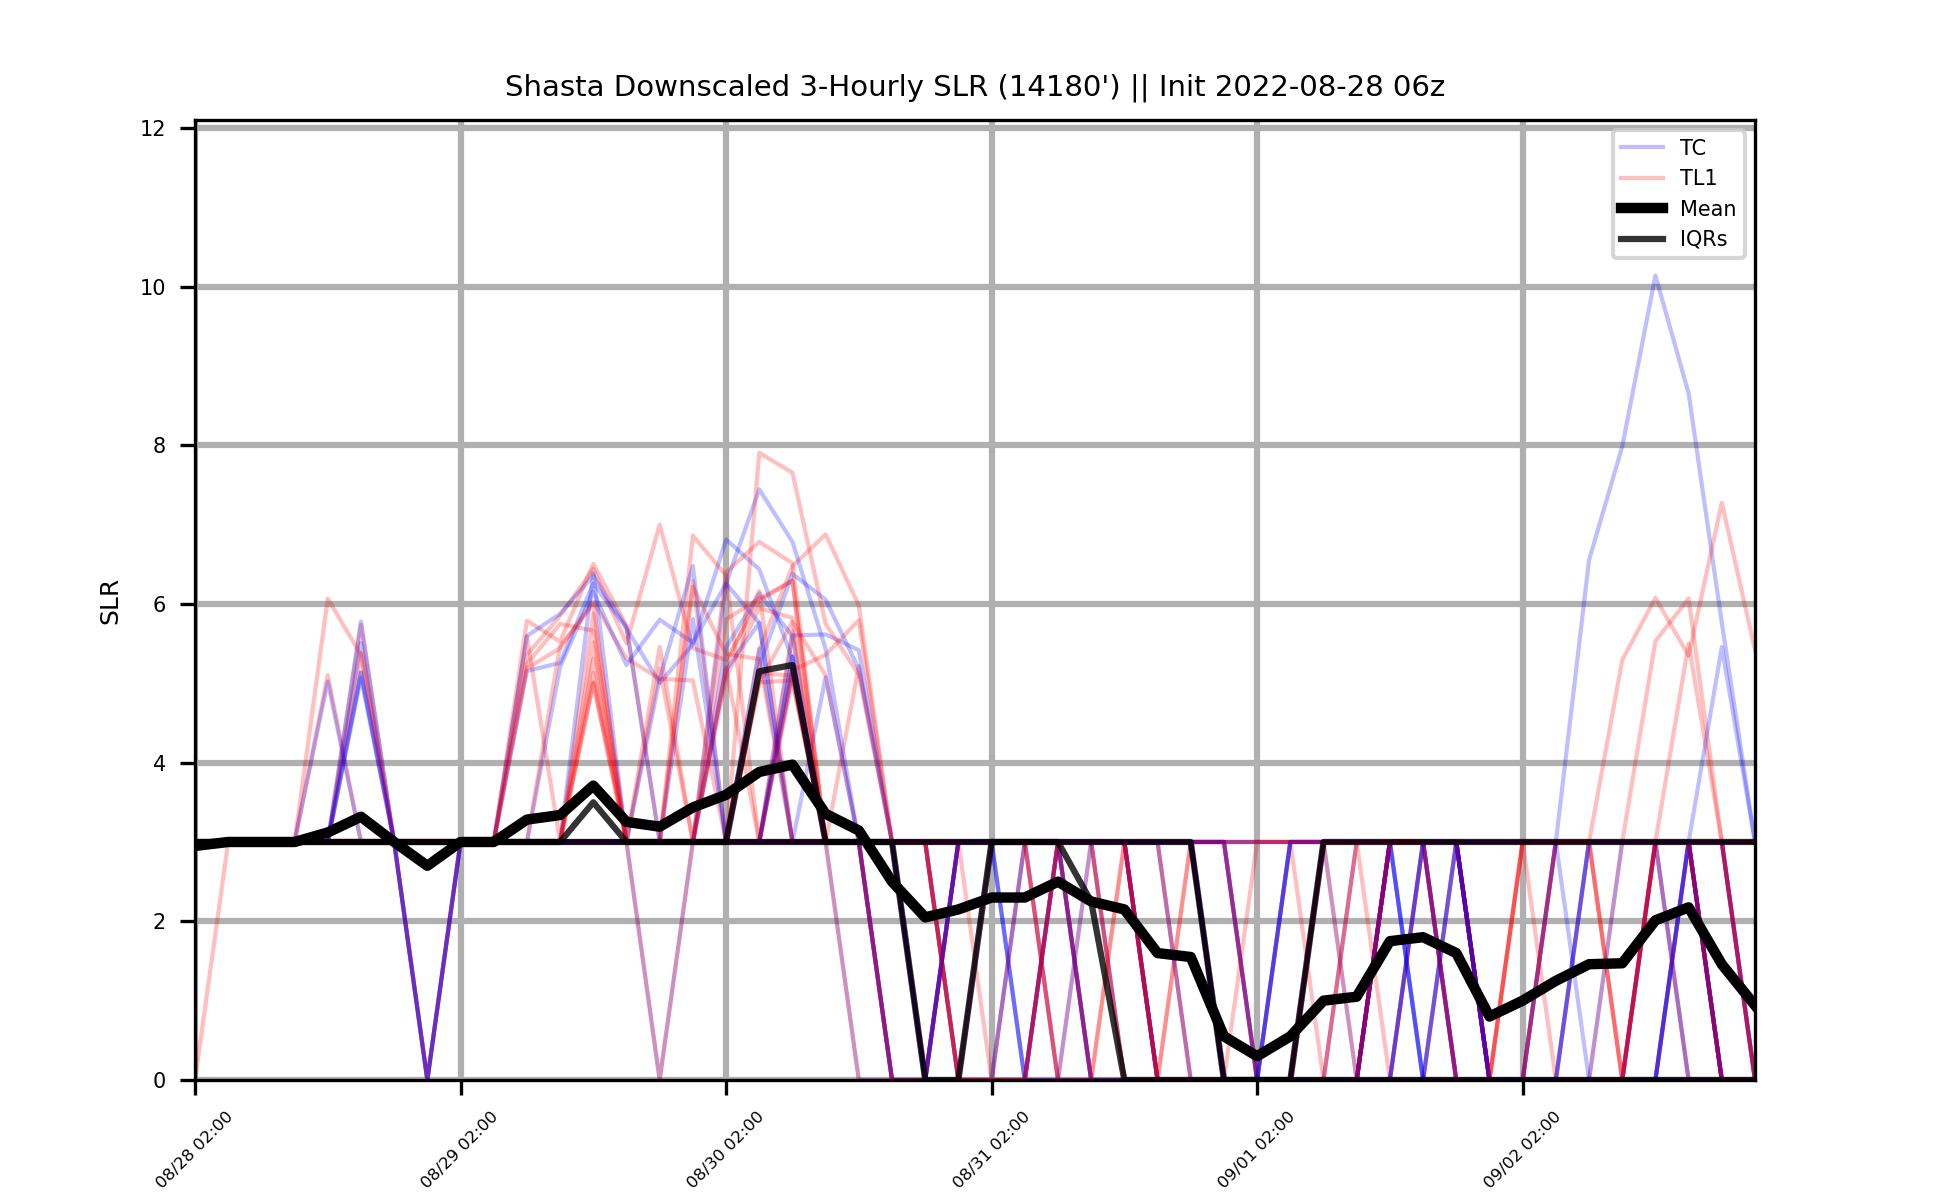 Shasta Downscaled 3-Hourly SLR (14180') || Init 2022-08-28 06z
12
10
8
6
4
2
0
SLR
TC
TL1
Mean
IQRs
08/28 02:00
08/29 02:00
08/30 02:00
08/31 02:00
09/01 02:00
09/02 02:00